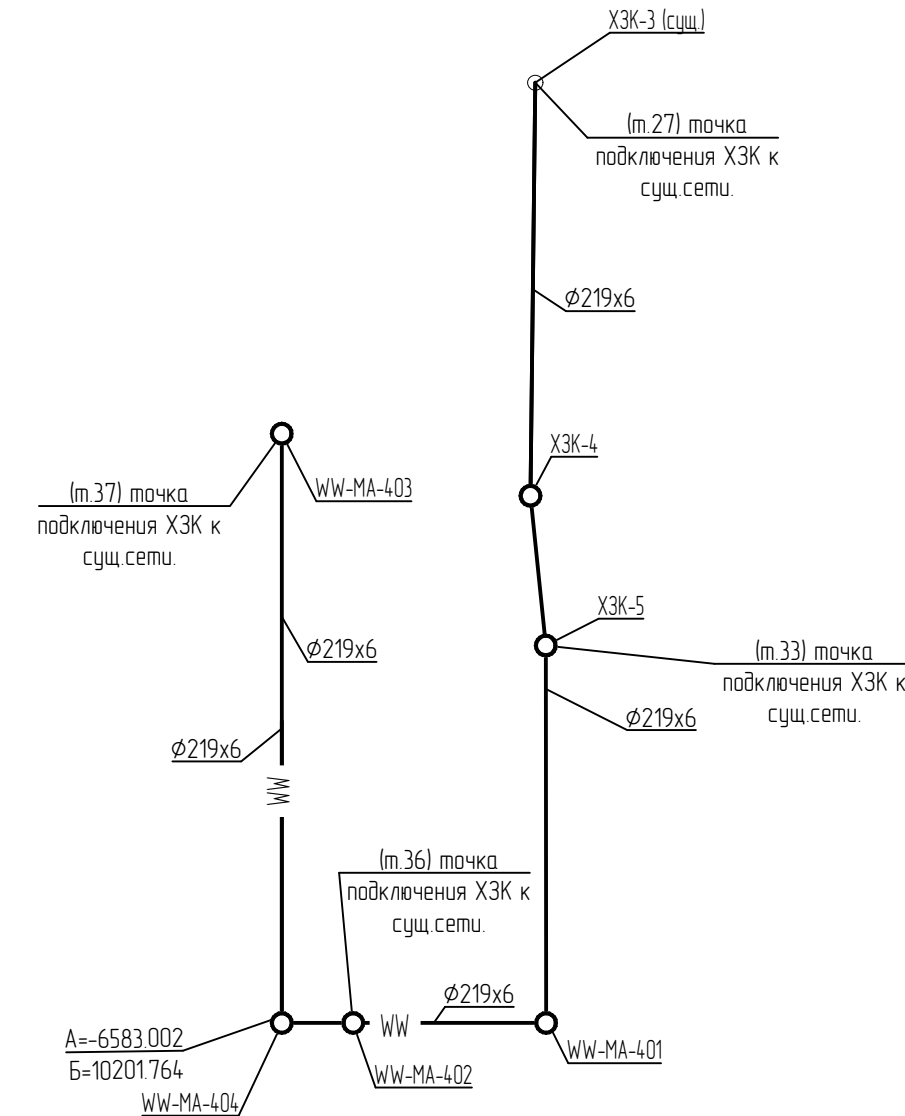 ХЗК-3 (сущ.)
(т.27) точка
подключения ХЗК к
сущ.сети.
Ø219х6
ХЗК-4
WW-MA-403
(т.37) точка
подключения ХЗК к
сущ.сети.
ХЗК-5
(т.33) точка
подключения ХЗК к
сущ.сети.
Ø219х6
Ø219х6
Ø219х6
WW
(т.36) точка
подключения ХЗК к
сущ.сети.
Ø219х6
WW
А=-6583.002
Б=10201.764
WW-MA-404
WW-MA-402
WW-MA-401